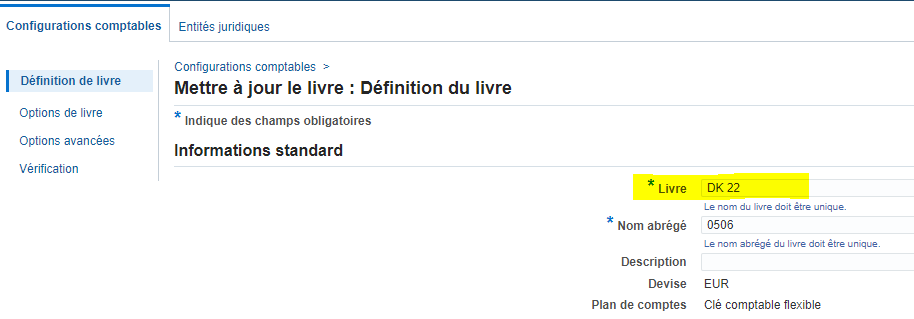 Configurations comptables Entités juridiques
Définition de livre
Options de livre
Options avancées
Vérification
Configurations comptables >
Mettre à jour le livre : Définition du livre
* Indique des champs obligatoires
Informations standard
* Livre DK 22
Le nom du livre doit être unique.
* Nom abrégé 0506
Le nom abrégé du livre doit être unique.
Description
Devise EUR
Plan de comptes Clé comptable flexible